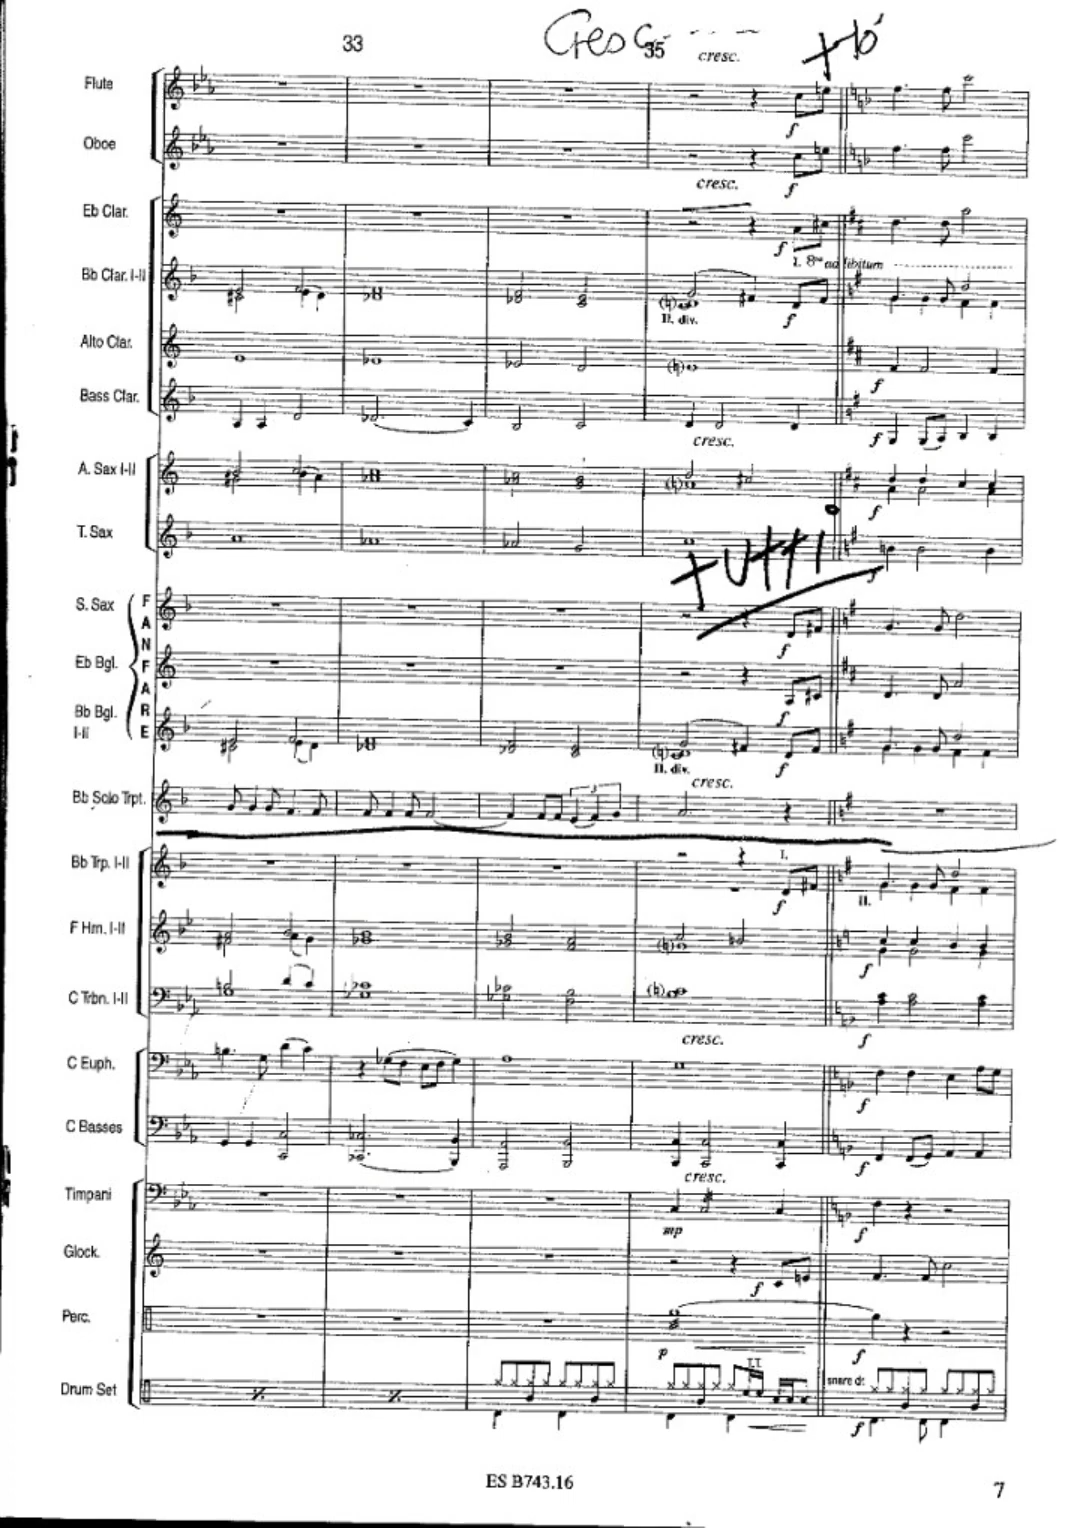 Cresc - - - -
33
35
cresc.
Flute
f
Oboe
cresc.
f
Eb Clar.
f
I. 8va ad libitum
Bb Clar. I-II
II. div.
f
Alto Clar.
f
Bass Clar.
cresc.
f
A. Sax I-II
f
T. Sax
TUTTI
f
FANFARE
S. Sax
f
Eb Bgl.
f
Bb Bgl.
I-II
II. div.
f
cresc.
Bb Solo Trpt.
Bb Trp. I-II
I.
f
II.
F Hrn. I-II
f
C Trbn. I-II
cresc.
f
C Euph.
f
C Basses
cresc.
f
Timpani
mp
f
Glock.
f
Perc.
p
f
Drum Set
snare dr.
f
ES B743.16
7